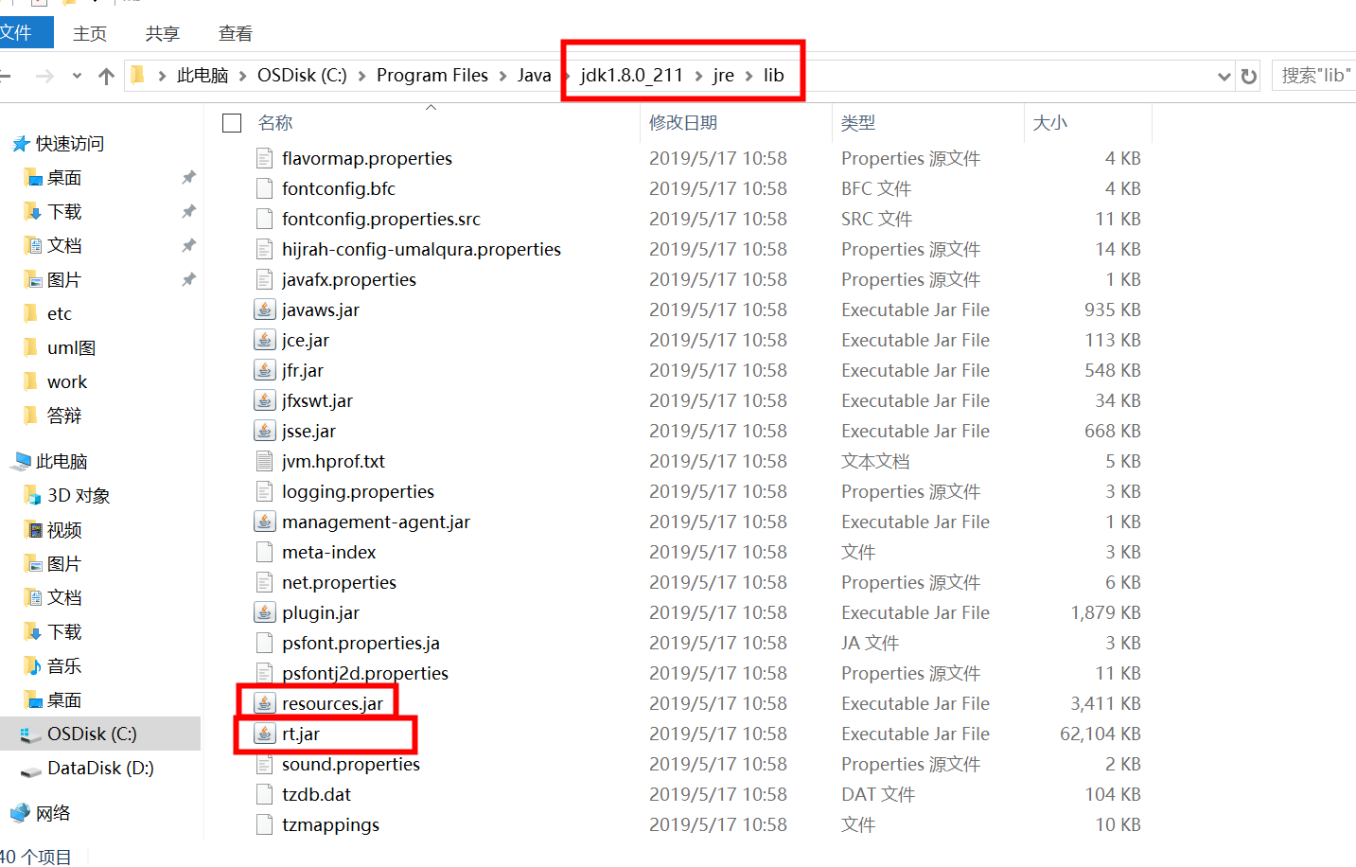 文件 主页 共享 查看
此电脑 OSDisk (C:) Program Files Java jdk1.8.0_211 jre lib 搜索"lib"
名称 修改日期 类型 大小
快速访问
桌面
下载
文档
图片
etc
uml图
work
答辩
此电脑
3D 对象
视频
图片
文档
下载
音乐
桌面
OSDisk (C:)
DataDisk (D:)
网络
flavormap.properties 2019/5/17 10:58 Properties 源文件 4 KB
fontconfig.bfc 2019/5/17 10:58 BFC 文件 4 KB
fontconfig.properties.src 2019/5/17 10:58 SRC 文件 11 KB
hijrah-config-umalqura.properties 2019/5/17 10:58 Properties 源文件 14 KB
javafx.properties 2019/5/17 10:58 Properties 源文件 1 KB
javaws.jar 2019/5/17 10:58 Executable Jar File 935 KB
jce.jar 2019/5/17 10:58 Executable Jar File 113 KB
jfr.jar 2019/5/17 10:58 Executable Jar File 548 KB
jfxswt.jar 2019/5/17 10:58 Executable Jar File 34 KB
jsse.jar 2019/5/17 10:58 Executable Jar File 668 KB
jvm.hprof.txt 2019/5/17 10:58 文本文档 5 KB
logging.properties 2019/5/17 10:58 Properties 源文件 3 KB
management-agent.jar 2019/5/17 10:58 Executable Jar File 1 KB
meta-index 2019/5/17 10:58 文件 3 KB
net.properties 2019/5/17 10:58 Properties 源文件 6 KB
plugin.jar 2019/5/17 10:58 Executable Jar File 1,879 KB
psfont.properties.ja 2019/5/17 10:58 JA 文件 3 KB
psfontj2d.properties 2019/5/17 10:58 Properties 源文件 11 KB
resources.jar 2019/5/17 10:58 Executable Jar File 3,411 KB
rt.jar 2019/5/17 10:58 Executable Jar File 62,104 KB
sound.properties 2019/5/17 10:58 Properties 源文件 2 KB
tzdb.dat 2019/5/17 10:58 DAT 文件 104 KB
tzmappings 2019/5/17 10:58 文件 10 KB
40 个项目